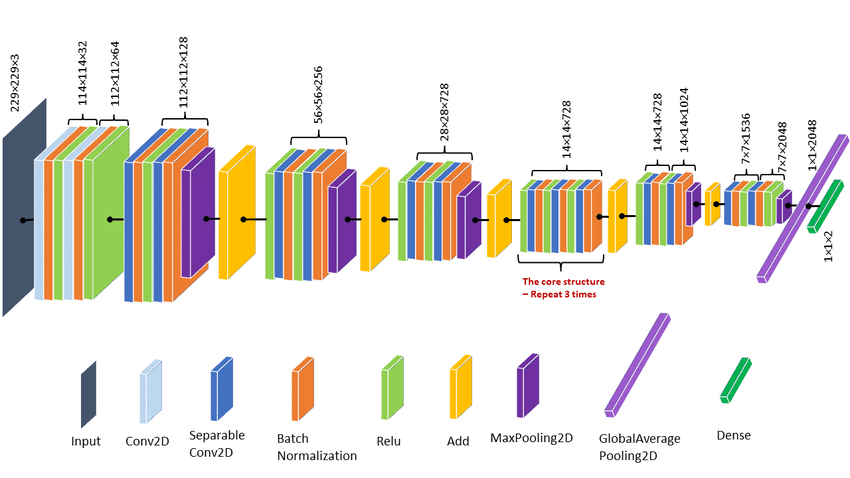 229×229×3
114×114×32
112×112×64
112×112×128
56×56×256
28×28×728
14×14×728
14×14×728
14×14×1024
7×7×1536
7×7×2048
1×1×2048
1×1×2
The core structure
– Repeat 3 times
Input
Conv2D
Separable
Conv2D
Batch
Normalization
Relu
Add
MaxPooling2D
GlobalAverage
Pooling2D
Dense